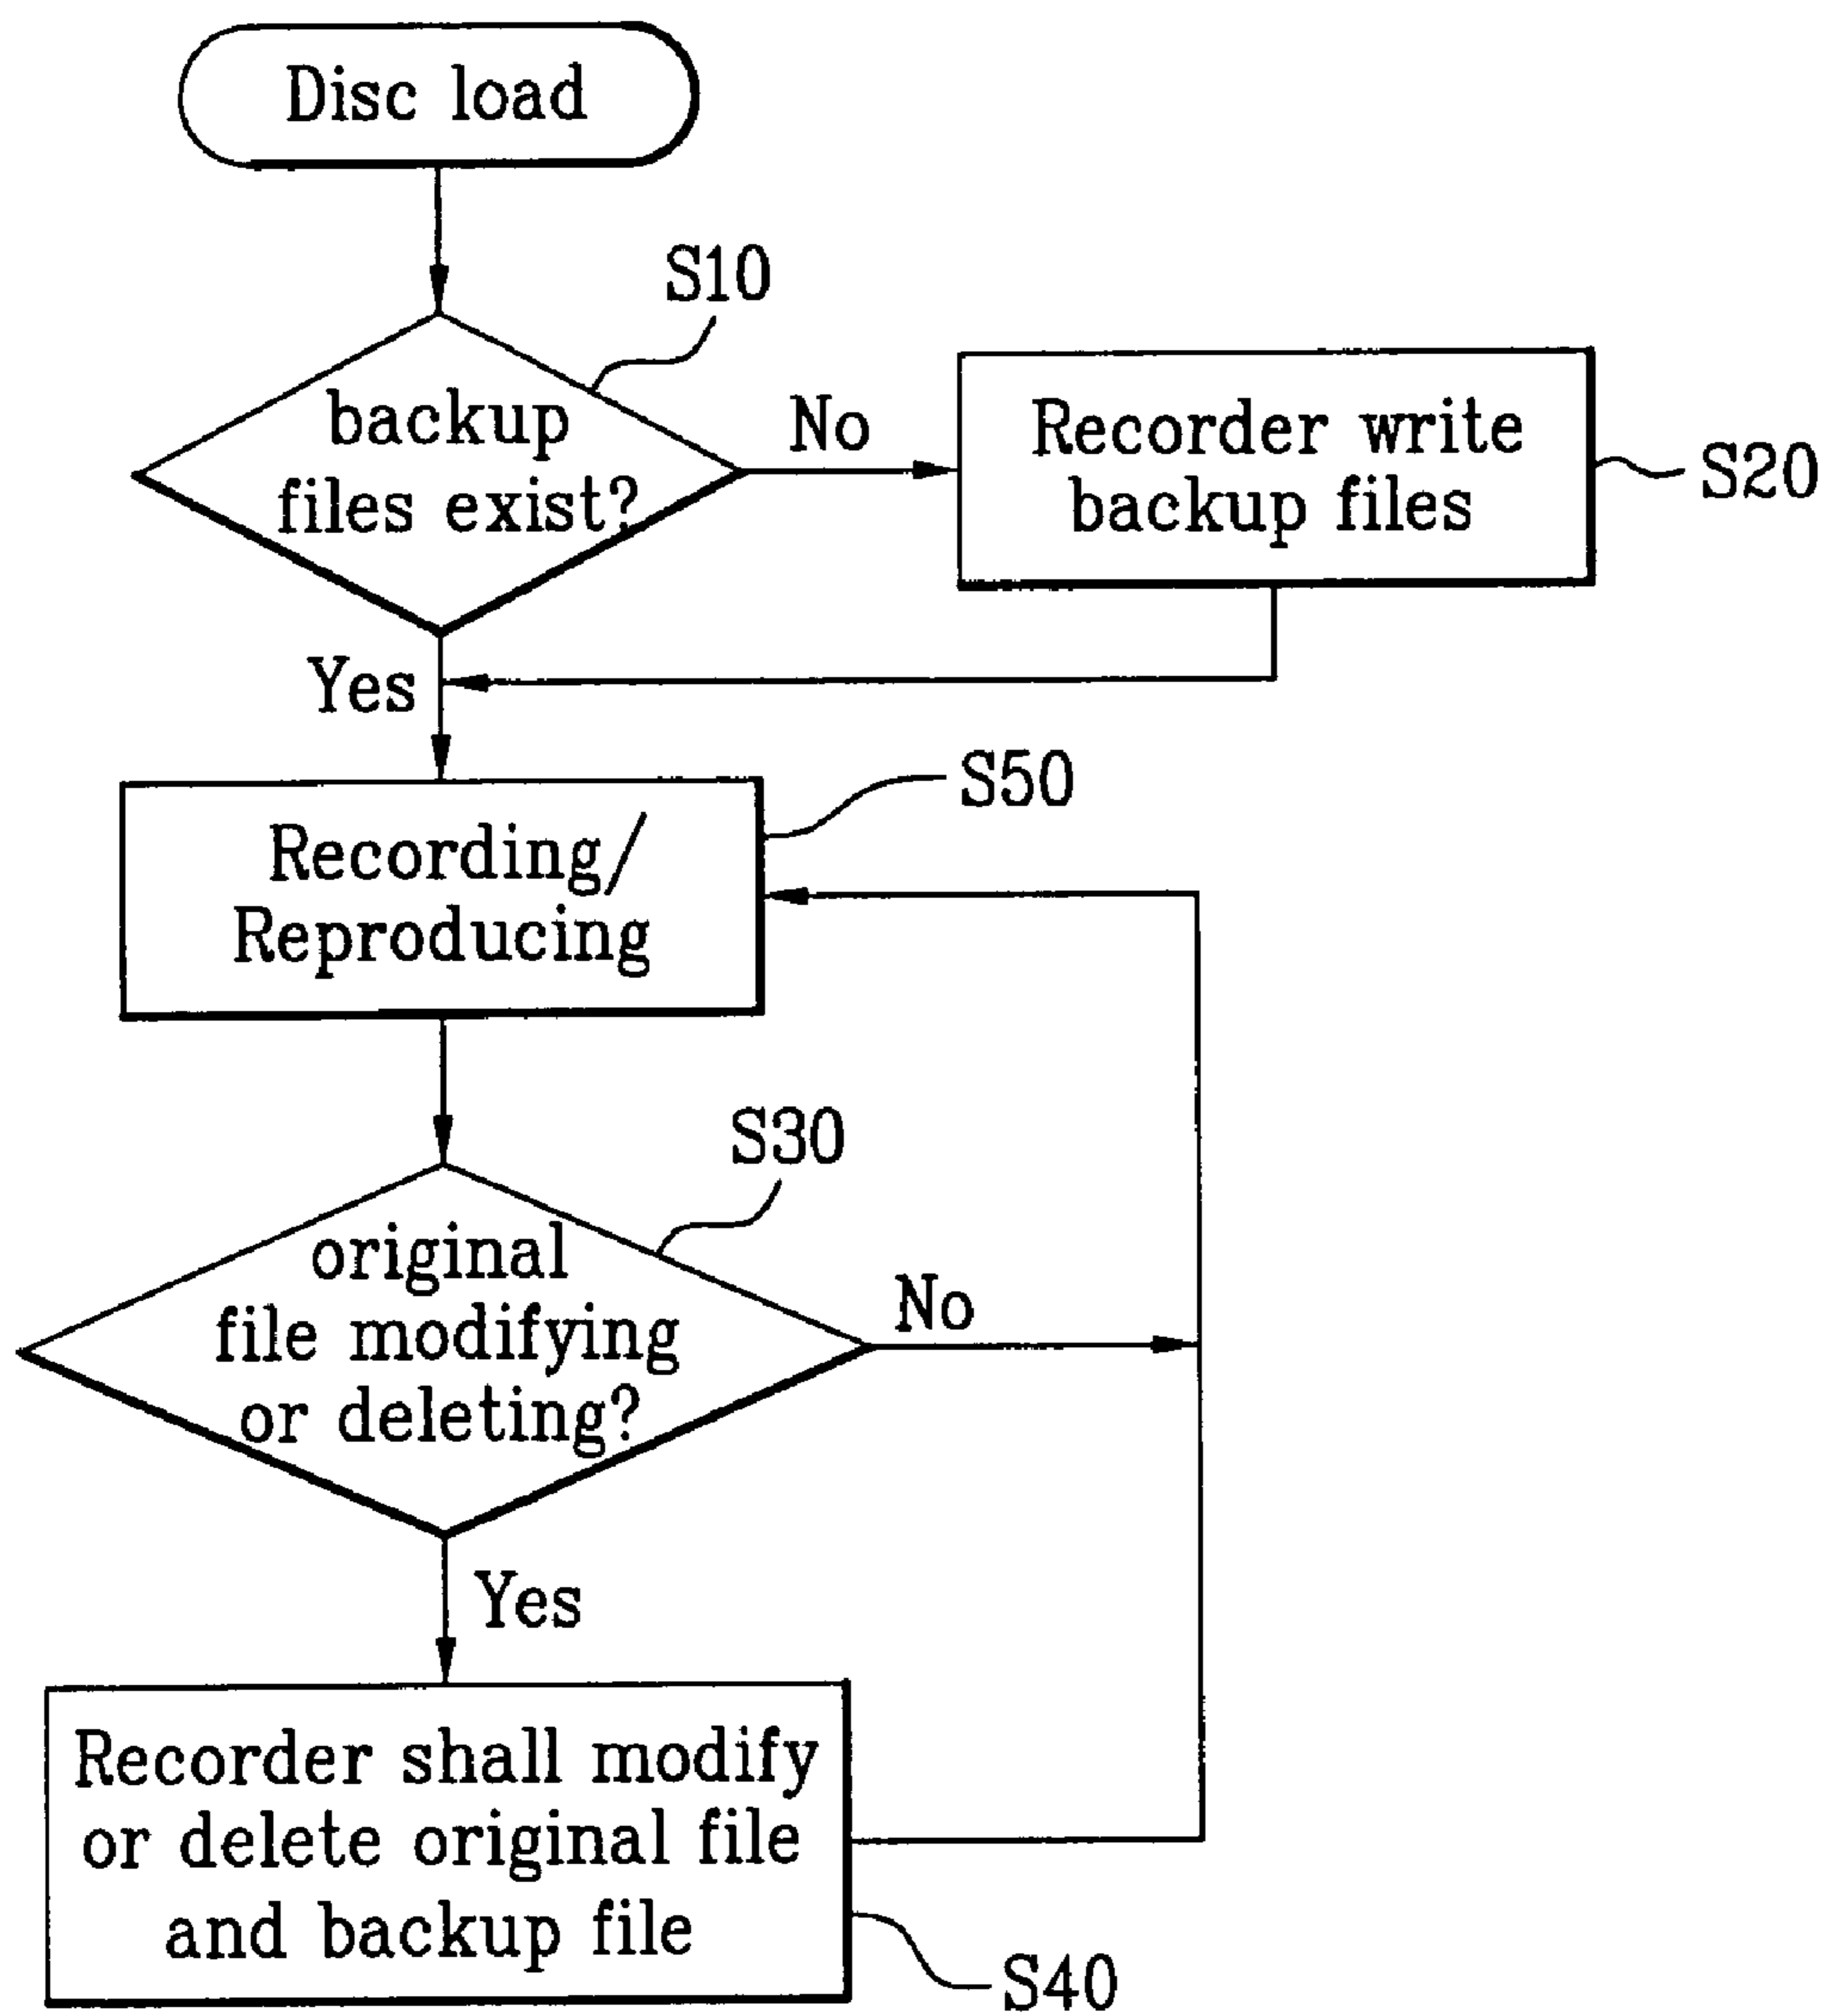 Disc load
S10
backup
files exist?
No
Recorder write
backup files
S20
Yes
S50
Recording/
Reproducing
S30
original
file modifying
or deleting?
No
Yes
Recorder shall modify
or delete original file
and backup file
S40